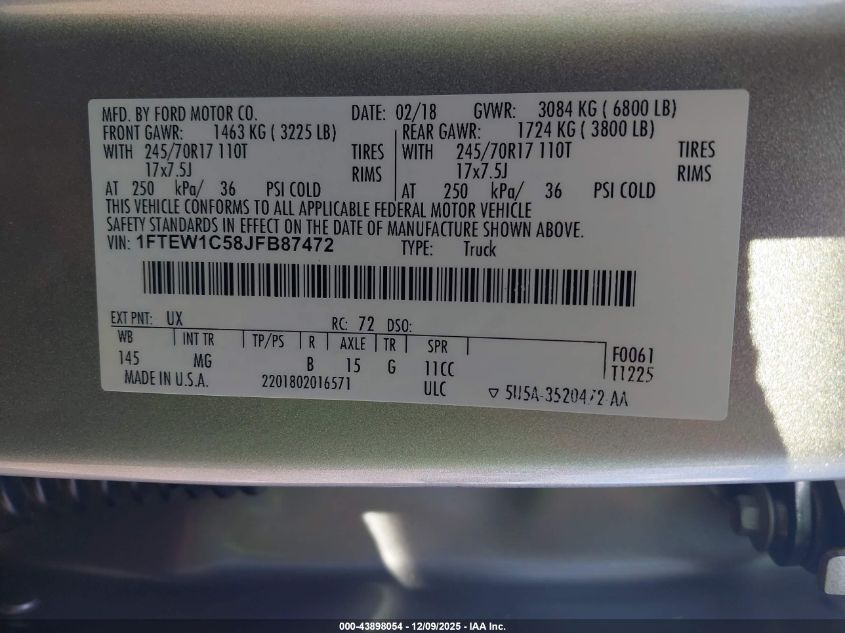 MFD. BY FORD MOTOR CO. DATE: 02/18 GVWR: 3084 KG ( 6800 LB)
FRONT GAWR: 1463 KG ( 3225 LB) REAR GAWR: 1724 KG ( 3800 LB)
WITH 245/70R17 110T TIRES WITH 245/70R17 110T TIRES
17x7.5J RIMS 17x7.5J RIMS
AT 250 kPa/ 36 PSI COLD AT 250 kPa/ 36 PSI COLD
THIS VEHICLE CONFORMS TO ALL APPLICABLE FEDERAL MOTOR VEHICLE
SAFETY STANDARDS IN EFFECT ON THE DATE OF MANUFACTURE SHOWN ABOVE.
VIN: 1FTEW1C58JFB87472 TYPE: Truck
EXT PNT: UX RC: 72 DSO:
WB INT TR TP/PS R AXLE TR SPR F0061
145 MG B 15 G 11CC T1225
MADE IN U.S.A. 2201802016571 ULC ▽ 5U5A-3520472-AA
000-43898054 - 12/09/2025 - IAA Inc.